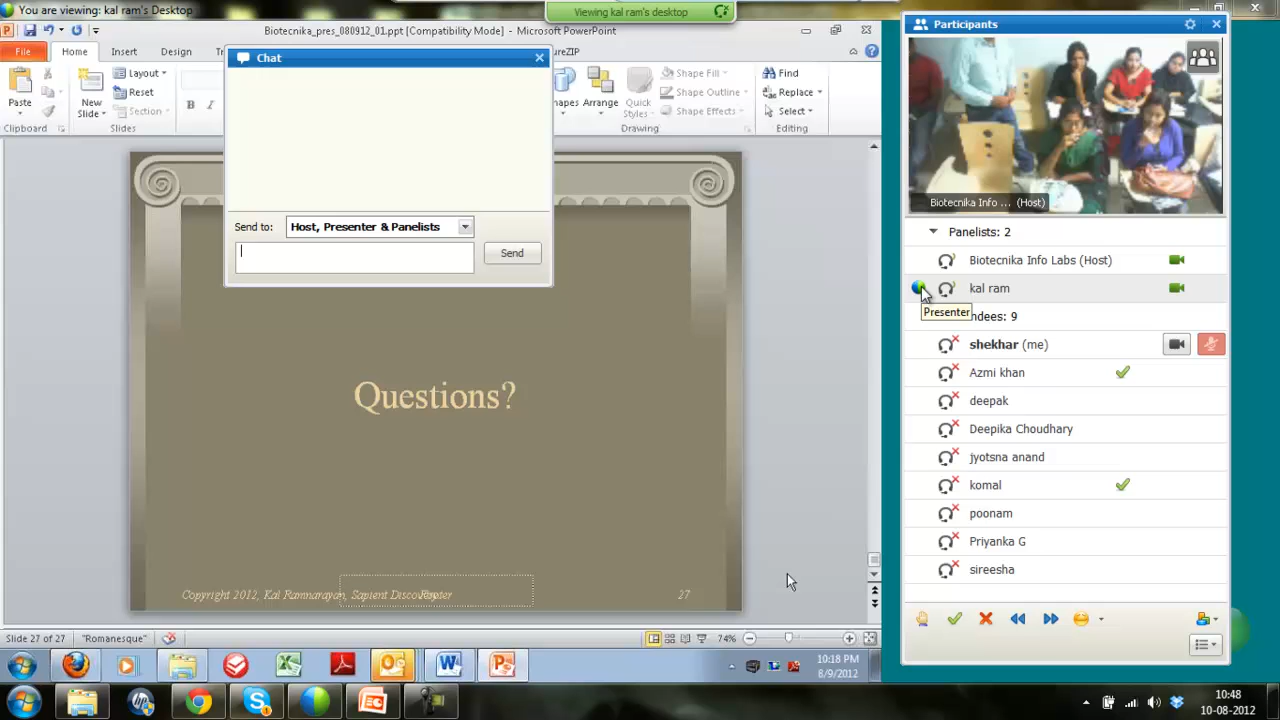 You are viewing: kal ram's Desktop
Viewing kal ram's desktop
Biotecnika_pres_080912_01.ppt [Compatibility Mode] - Microsoft PowerPoint
File
Home
Insert
Design
ureZIP
Paste
Clipboard
New
Slide
Layout
Reset
Section
Slides
B
I
apes
Arrange
Quick
Styles
Shape Fill
Shape Outline
Shape Effects
Drawing
Find
Replace
Select
Editing
Chat
Send to:
Host, Presenter & Panelists
Send
Questions?
Copyright 2012, Kal Ramnarayan, Sapient Discovery
Footer
27
Slide 27 of 27
"Romanesque"
74%
10:18 PM
8/9/2012
Participants
Biotecnika Info ... (Host)
Panelists: 2
Biotecnika Info Labs (Host)
kal ram
Presenter
ndees: 9
shekhar (me)
Azmi khan
deepak
Deepika Choudhary
jyotsna anand
komal
poonam
Priyanka G
sireesha
10:48
10-08-2012